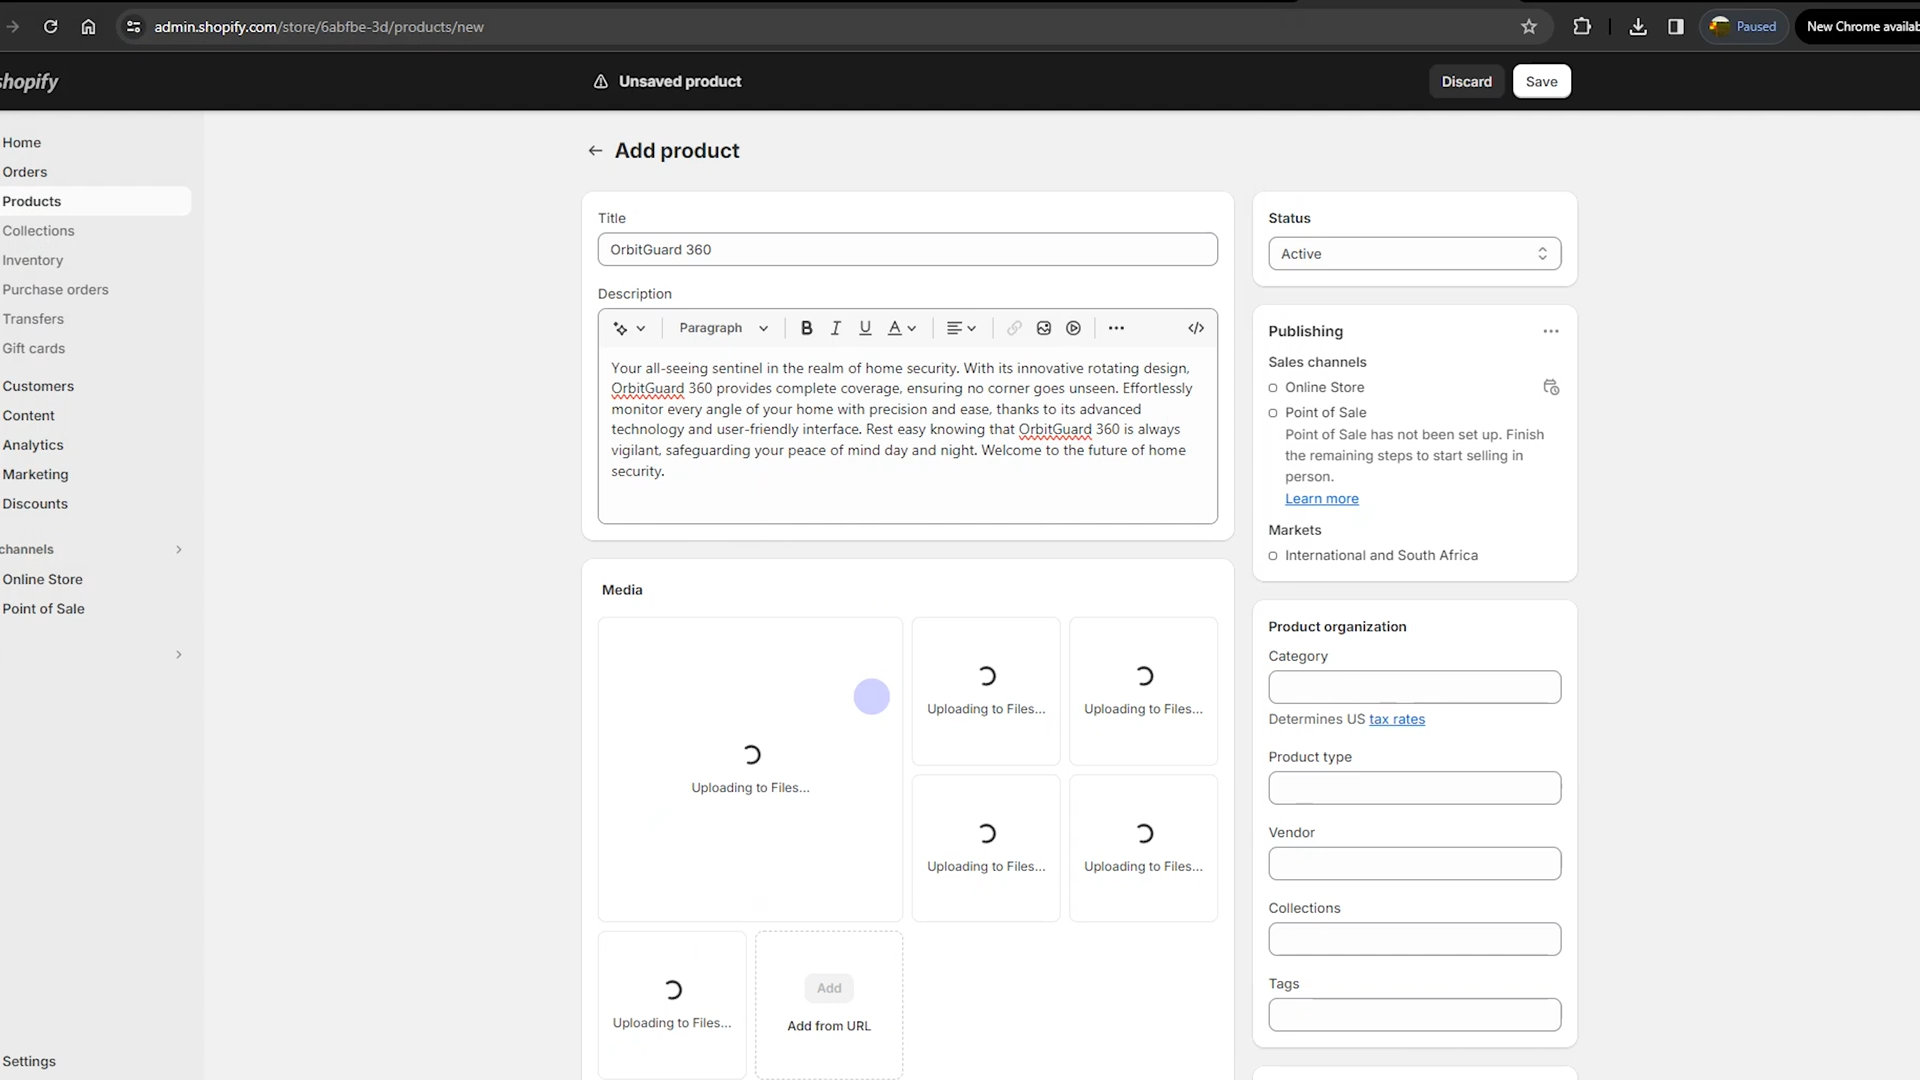 admin.shopify.com/store/6abfbe-3d/products/new
Paused
New Chrome availab
shopify
Unsaved product
Discard
Save
Home
Orders
Products
Collections
Inventory
Purchase orders
Transfers
Gift cards
Customers
Content
Analytics
Marketing
Discounts
channels
Online Store
Point of Sale
Settings
Add product
Title
OrbitGuard 360
Description
Paragraph
B I U A
Your all-seeing sentinel in the realm of home security. With its innovative rotating design,
OrbitGuard 360 provides complete coverage, ensuring no corner goes unseen. Effortlessly
monitor every angle of your home with precision and ease, thanks to its advanced
technology and user-friendly interface. Rest easy knowing that OrbitGuard 360 is always
vigilant, safeguarding your peace of mind day and night. Welcome to the future of home
security.
Media
Uploading to Files...
Uploading to Files...
Uploading to Files...
Uploading to Files...
Uploading to Files...
Uploading to Files...
Add
Add from URL
Status
Active
Publishing
Sales channels
Online Store
Point of Sale
Point of Sale has not been set up. Finish
the remaining steps to start selling in
person.
Learn more
Markets
International and South Africa
Product organization
Category
Determines US tax rates
Product type
Vendor
Collections
Tags